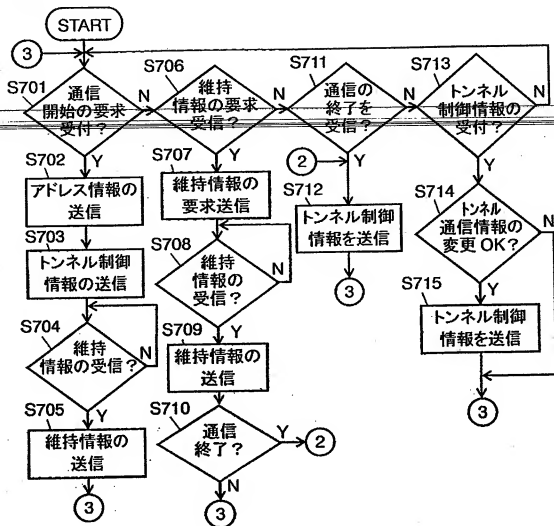 START
3
S701
通信
開始の要求
受付?
N
Y
S702
アドレス情報の
送信
S703
トンネル制御
情報の送信
S704
維持
情報の受信?
N
Y
S705
維持情報の
送信
3
S706
維持
情報の要求
受信?
N
Y
S707
維持情報の
要求送信
S708
維持
情報の
受信?
N
Y
S709
維持情報の
送信
S710
通信
終了?
Y
2
N
3
S711
通信の
終了を
受信?
N
2
Y
S712
トンネル制御
情報を送信
3
S713
トンネル
制御情報の
受付?
N
Y
S714
トンネル
通信情報の
変更OK?
N
Y
S715
トンネル制御
情報を送信
3